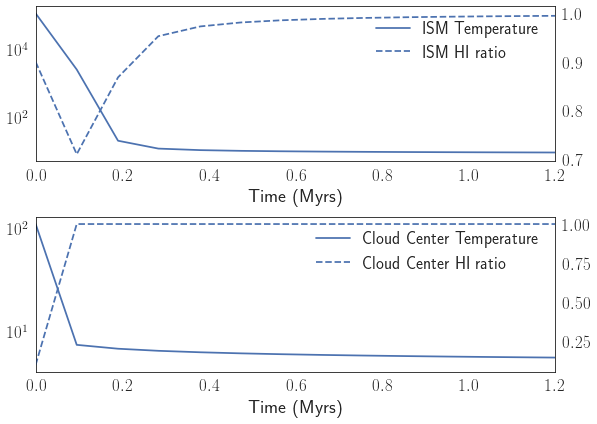 ISM Temperature
ISM HI ratio
10^4
10^2
1.0
0.9
0.8
0.7
0.0 0.2 0.4 0.6 0.8 1.0 1.2
Time (Myrs)
Cloud Center Temperature
Cloud Center HI ratio
10^2
10^1
1.00
0.75
0.50
0.25
0.0 0.2 0.4 0.6 0.8 1.0 1.2
Time (Myrs)